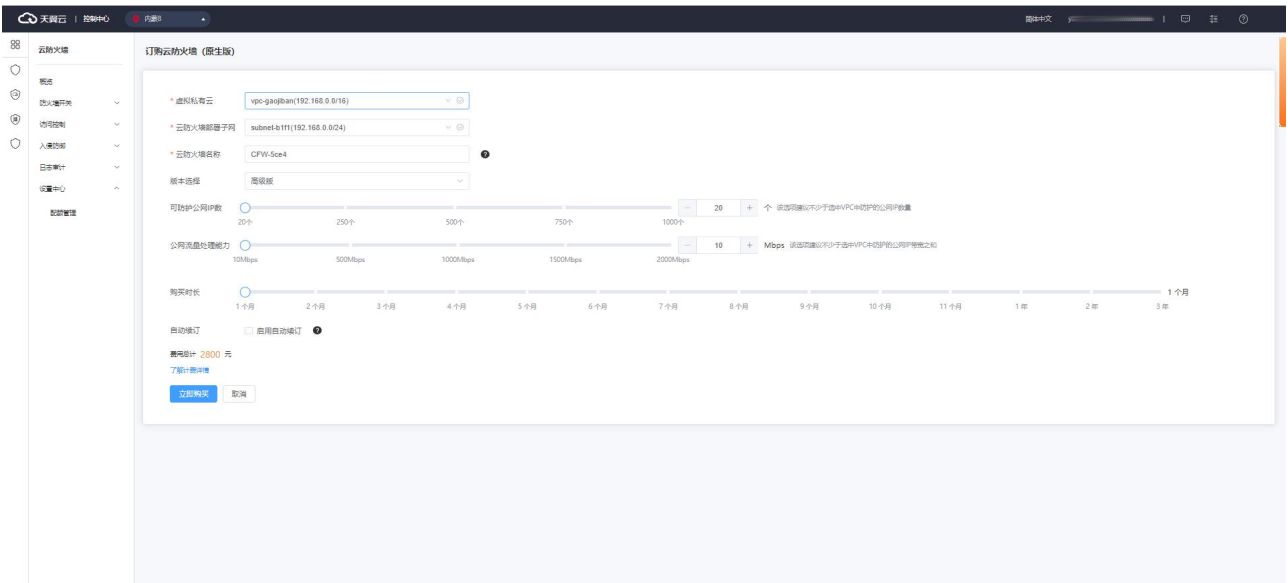 天翼云 | 控制中心 内蒙8 简体中文
云防火墙
概览
防火墙开关
访问控制
入侵防御
日志审计
设置中心
配额管理
订购云防火墙（原生版）
* 虚拟私有云 vpc-gaojiban(192.168.0.0/16)
* 云防火墙部署子网 subnet-b1f1(192.168.0.0/24)
* 云防火墙名称 CFW-5ce4
版本选择 高级版
可防护公网IP数 − 20 + 个 该选项建议不少于选中VPC中防护的公网IP数量
20个 250个 500个 750个 1000个
公网流量处理能力 − 10 + Mbps 该选项建议不少于选中VPC中防护的公网IP带宽之和
10Mbps 500Mbps 1000Mbps 1500Mbps 2000Mbps
购买时长 1 个月
1 个月 2 个月 3 个月 4 个月 5 个月 6 个月 7 个月 8 个月 9 个月 10 个月 11 个月 1 年 2 年 3 年
自动续订 启用自动续订
费用总计 2800 元
了解计费详情
立即购买 取消